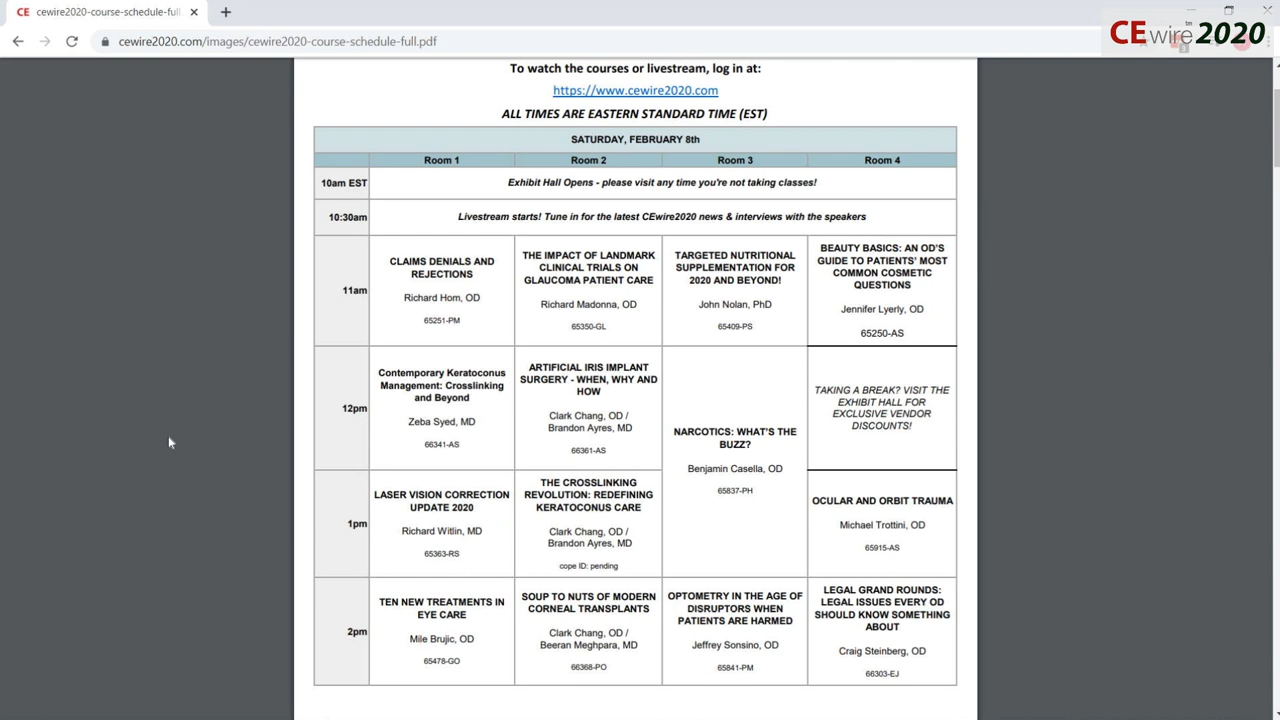 CE cewire2020-course-schedule-full
cewire2020.com/images/cewire2020-course-schedule-full.pdf
CEwire™2020
To watch the courses or livestream, log in at:
https://www.cewire2020.com
ALL TIMES ARE EASTERN STANDARD TIME (EST)
SATURDAY, FEBRUARY 8th
Room 1
Room 2
Room 3
Room 4
10am EST
Exhibit Hall Opens - please visit any time you're not taking classes!
10:30am
Livestream starts! Tune in for the latest CEwire2020 news & interviews with the speakers
11am
CLAIMS DENIALS AND
REJECTIONS
Richard Hom, OD
65251-PM
THE IMPACT OF LANDMARK
CLINICAL TRIALS ON
GLAUCOMA PATIENT CARE
Richard Madonna, OD
65350-GL
TARGETED NUTRITIONAL
SUPPLEMENTATION FOR
2020 AND BEYOND!
John Nolan, PhD
65409-PS
BEAUTY BASICS: AN OD'S
GUIDE TO PATIENTS' MOST
COMMON COSMETIC
QUESTIONS
Jennifer Lyerly, OD
65250-AS
12pm
Contemporary Keratoconus
Management: Crosslinking
and Beyond
Zeba Syed, MD
66341-AS
ARTIFICIAL IRIS IMPLANT
SURGERY - WHEN, WHY AND
HOW
Clark Chang, OD /
Brandon Ayres, MD
66361-AS
NARCOTICS: WHAT'S THE
BUZZ?
Benjamin Casella, OD
65837-PH
TAKING A BREAK? VISIT THE
EXHIBIT HALL FOR
EXCLUSIVE VENDOR
DISCOUNTS!
1pm
LASER VISION CORRECTION
UPDATE 2020
Richard Witlin, MD
65363-RS
THE CROSSLINKING
REVOLUTION: REDEFINING
KERATOCONUS CARE
Clark Chang, OD /
Brandon Ayres, MD
cope ID: pending
OCULAR AND ORBIT TRAUMA
Michael Trottini, OD
65915-AS
2pm
TEN NEW TREATMENTS IN
EYE CARE
Mile Brujic, OD
65478-GO
SOUP TO NUTS OF MODERN
CORNEAL TRANSPLANTS
Clark Chang, OD /
Beeran Meghpara, MD
66368-PO
OPTOMETRY IN THE AGE OF
DISRUPTORS WHEN
PATIENTS ARE HARMED
Jeffrey Sonsino, OD
65841-PM
LEGAL GRAND ROUNDS:
LEGAL ISSUES EVERY OD
SHOULD KNOW SOMETHING
ABOUT
Craig Steinberg, OD
66303-EJ